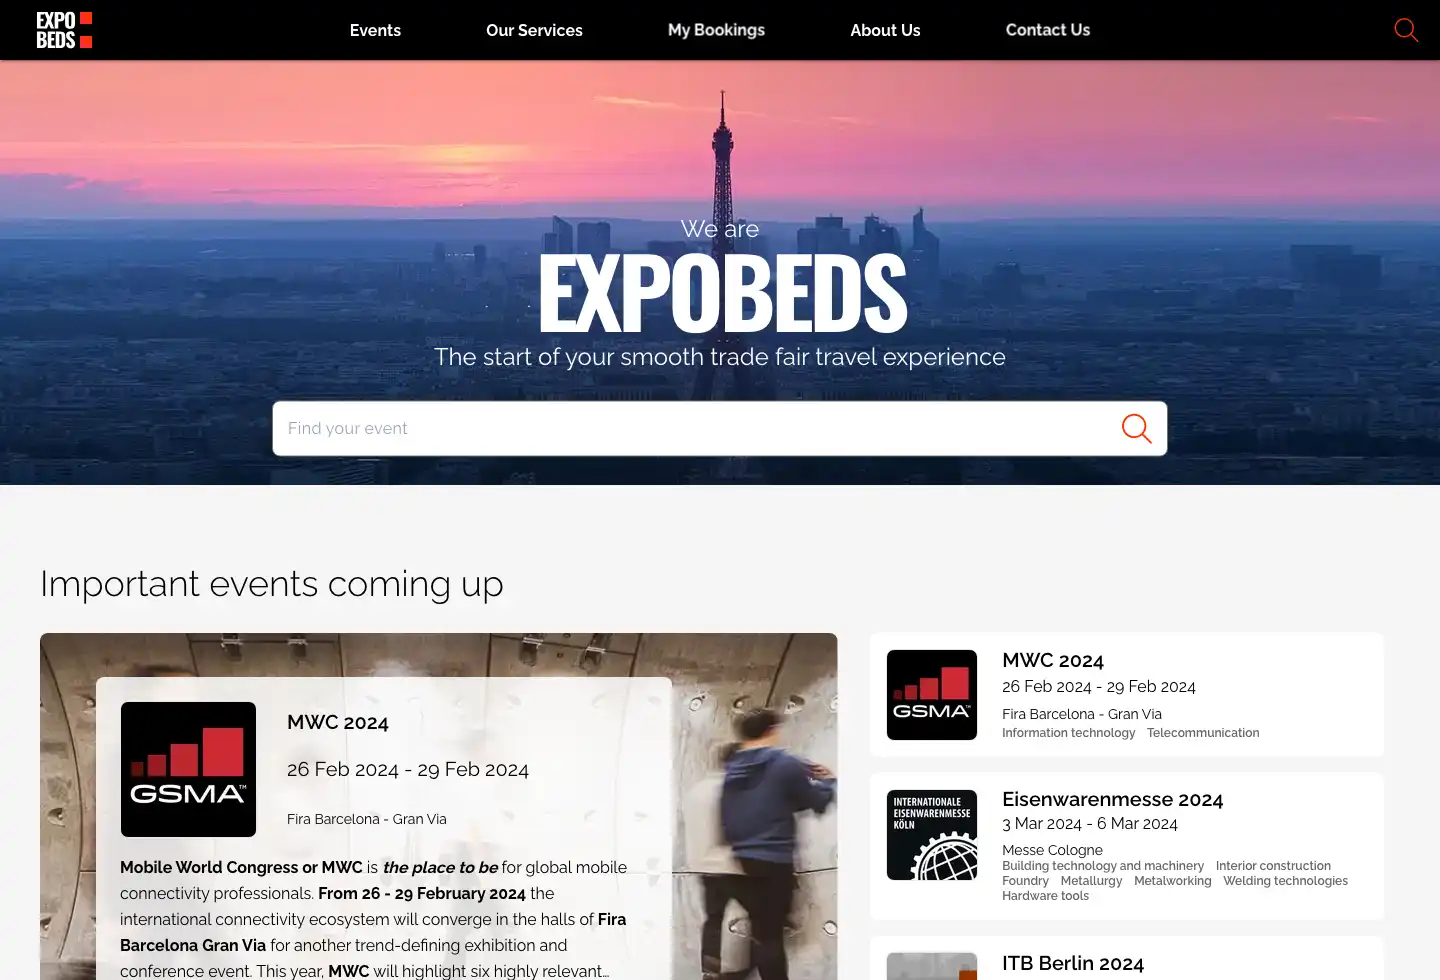 EXPO
BEDS
Events
Our Services
My Bookings
About Us
Contact Us
We are
EXPOBEDS
The start of your smooth trade fair travel experience
Find your event
Important events coming up
GSMA™
MWC 2024
26 Feb 2024 - 29 Feb 2024
Fira Barcelona - Gran Via
Mobile World Congress or MWC is the place to be for global mobile
connectivity professionals. From 26 - 29 February 2024 the
international connectivity ecosystem will converge in the halls of Fira
Barcelona Gran Via for another trend-defining exhibition and
conference event. This year, MWC will highlight six highly relevant...
GSMA™
MWC 2024
26 Feb 2024 - 29 Feb 2024
Fira Barcelona - Gran Via
Information technology Telecommunication
INTERNATIONALE
EISENWARENMESSE
KÖLN
Eisenwarenmesse 2024
3 Mar 2024 - 6 Mar 2024
Messe Cologne
Building technology and machinery Interior construction
Foundry Metallurgy Metalworking Welding technologies
Hardware tools
ITB Berlin 2024